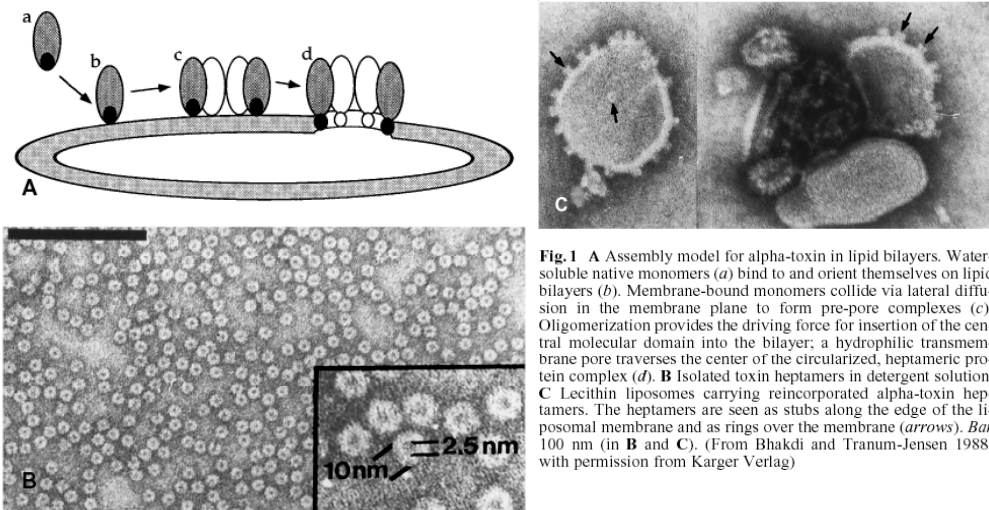 a
b
c
d
A
C
B
10nm
2.5 nm
Fig. 1 A Assembly model for alpha-toxin in lipid bilayers. Water-
soluble native monomers (a) bind to and orient themselves on lipid
bilayers (b). Membrane-bound monomers collide via lateral diffu-
sion in the membrane plane to form pre-pore complexes (c)
Oligomerization provides the driving force for insertion of the cen-
tral molecular domain into the bilayer; a hydrophilic transmem-
brane pore traverses the center of the circularized, heptameric pro-
tein complex (d). B Isolated toxin heptamers in detergent solution
C Lecithin liposomes carrying reincorporated alpha-toxin hep-
tamers. The heptamers are seen as stubs along the edge of the li-
posomal membrane and as rings over the membrane (arrows). Bar
100 nm (in B and C). (From Bhakdi and Tranum-Jensen 1988
with permission from Karger Verlag)